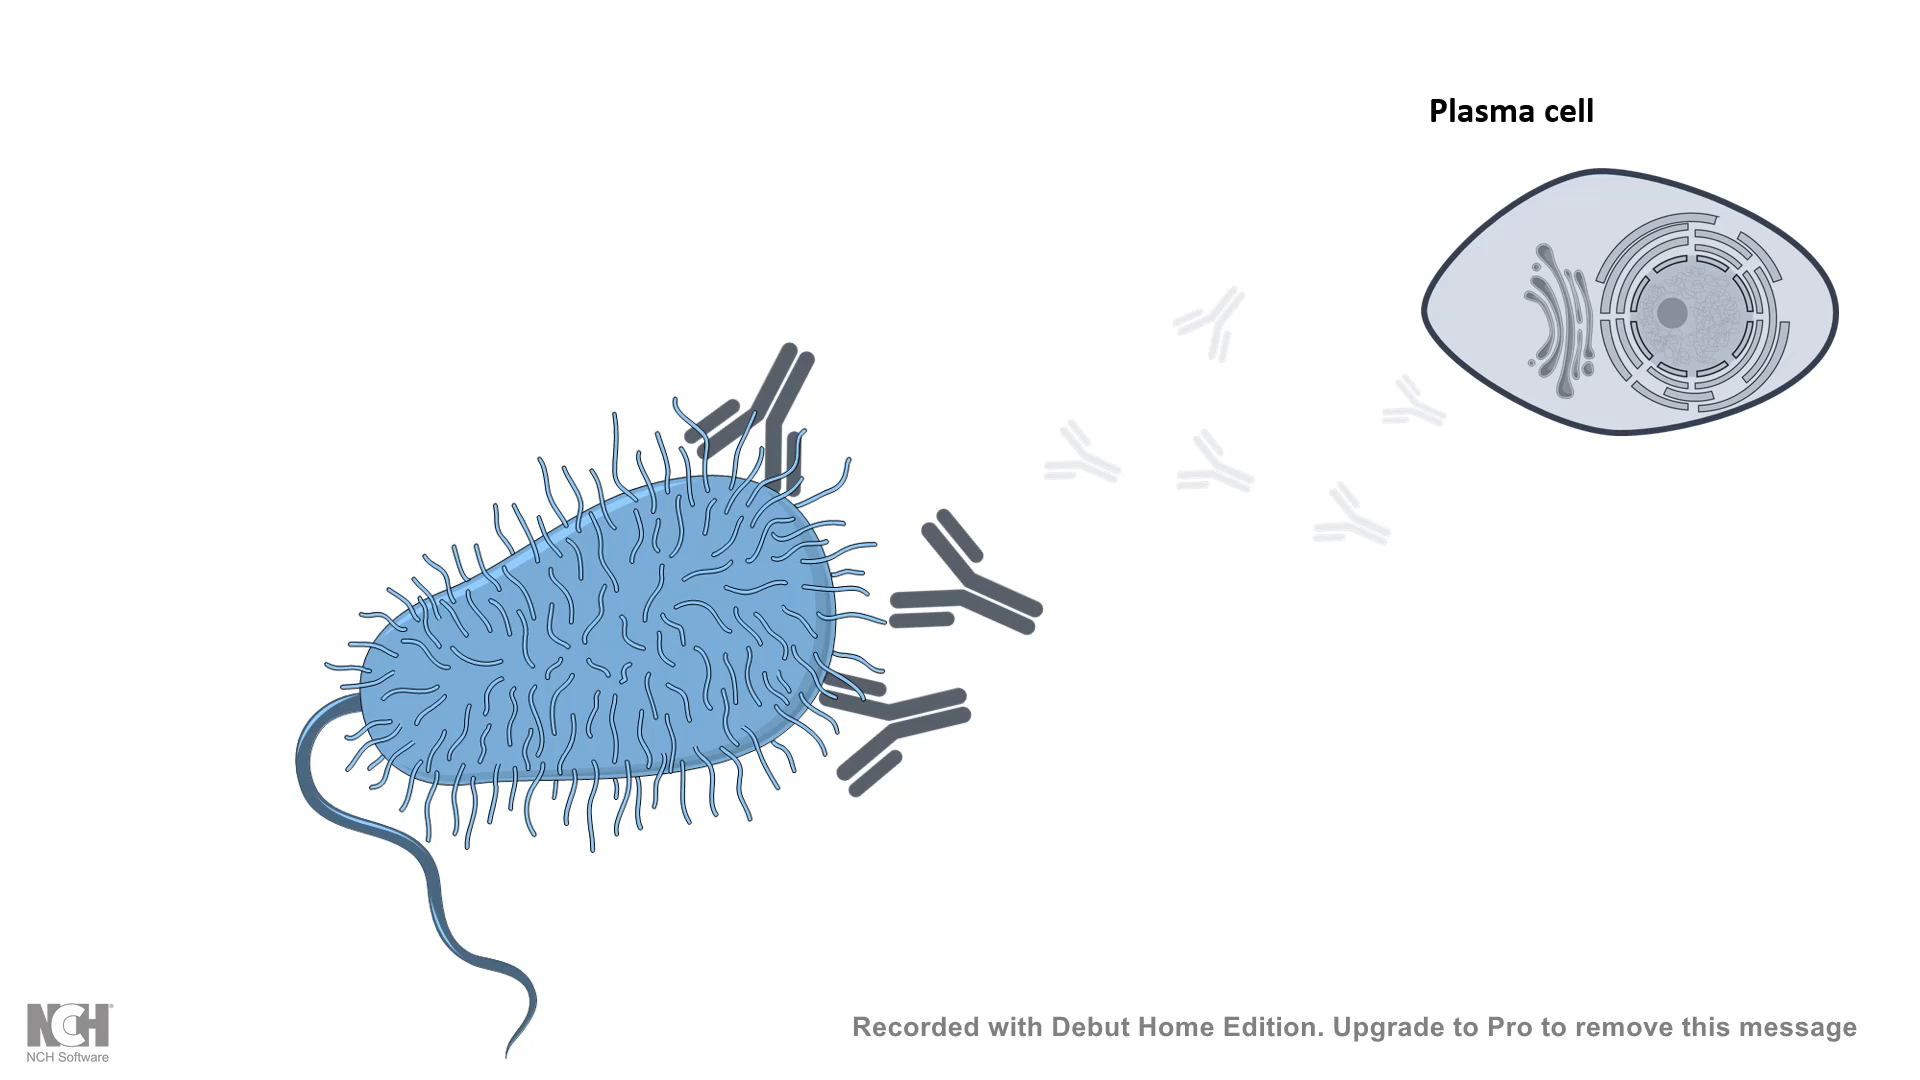 Plasma cell
NCH
NCH Software
Recorded with Debut Home Edition. Upgrade to Pro to remove this message